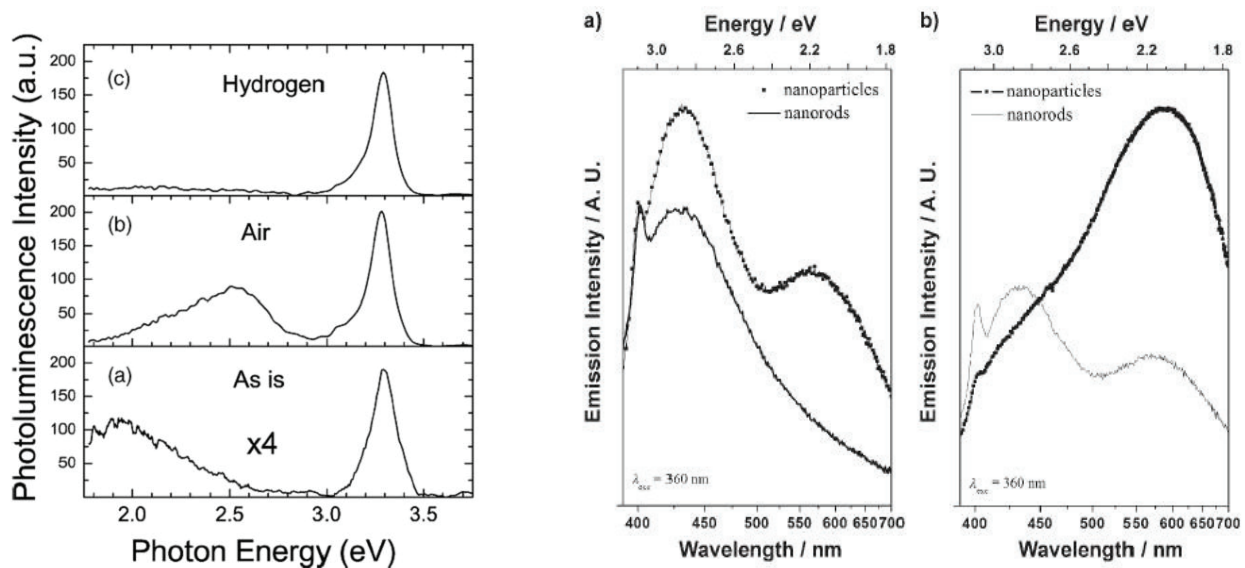 Photoluminescence Intensity (a.u.)
200
150
100
50
(c)
Hydrogen
200
150
100
50
(b)
Air
200
150
100
50
(a)
As is
x4
2.0 2.5 3.0 3.5
Photon Energy (eV)
a)
Energy / eV
3.0 2.6 2.2 1.8
nanoparticles
nanorods
Emission Intensity / A. U.
λexc = 360 nm
400 450 500 550 600 650 700
Wavelength / nm
b)
Energy / eV
3.0 2.6 2.2 1.8
nanoparticles
nanorods
Emission Intensity / A. U.
λexc = 360 nm
400 450 500 550 600 650 700
Wavelength / nm